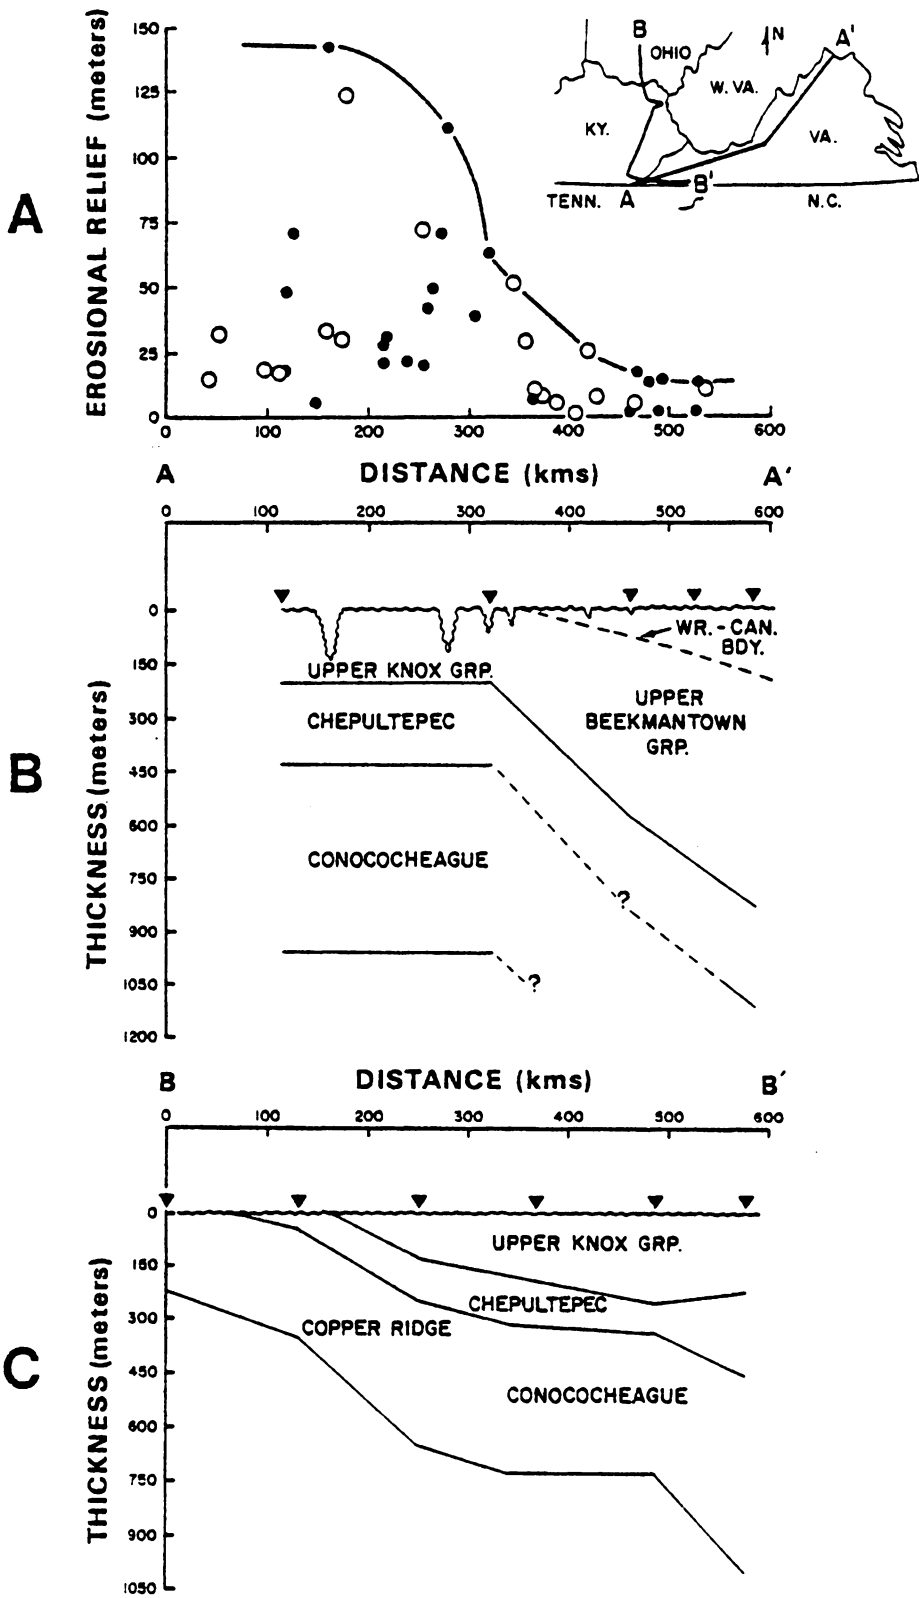 A
EROSIONAL RELIEF (meters)
150
125
100
75
50
25
0
0 100 200 300 400 500 600
B
OHIO
N
A'
W. VA.
KY.
VA.
B'
TENN. A N.C.
A DISTANCE (kms) A'
0 100 200 300 400 500 600
B
THICKNESS (meters)
0
150
300
450
600
750
900
1050
1200
WR.-CAN.
BDY.
UPPER KNOX GRP.
UPPER
BEEKMANTOWN
GRP.
CHEPULTEPEC
CONOCOCHEAGUE
?
?
B DISTANCE (kms) B'
0 100 200 300 400 500 600
C
THICKNESS (meters)
0
150
300
450
600
750
900
1050
UPPER KNOX GRP.
CHEPULTEPEC
COPPER RIDGE
CONOCOCHEAGUE